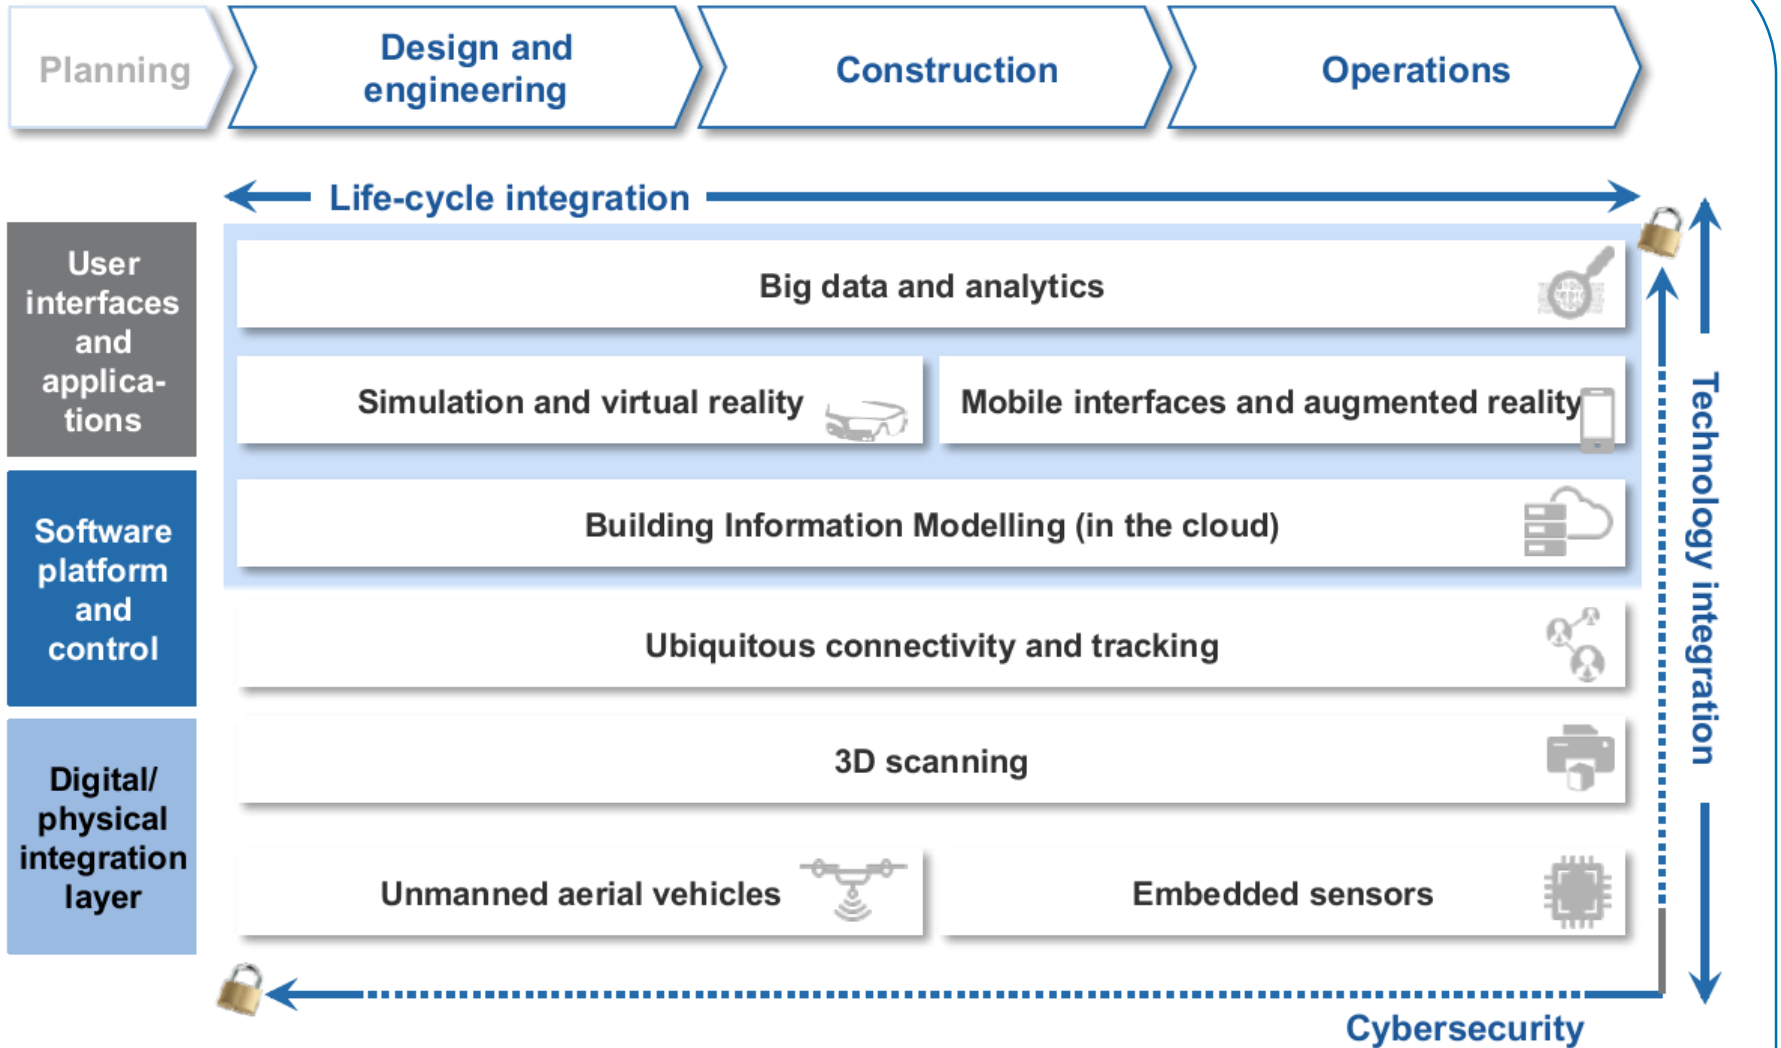 Planning
Design and
engineering
Construction
Operations
Life-cycle integration
User
interfaces
and
applica-
tions
Big data and analytics
Simulation and virtual reality
Mobile interfaces and augmented reality
Software
platform
and
control
Building Information Modelling (in the cloud)
Ubiquitous connectivity and tracking
Digital/
physical
integration
layer
3D scanning
Unmanned aerial vehicles
Embedded sensors
Technology integration
Cybersecurity